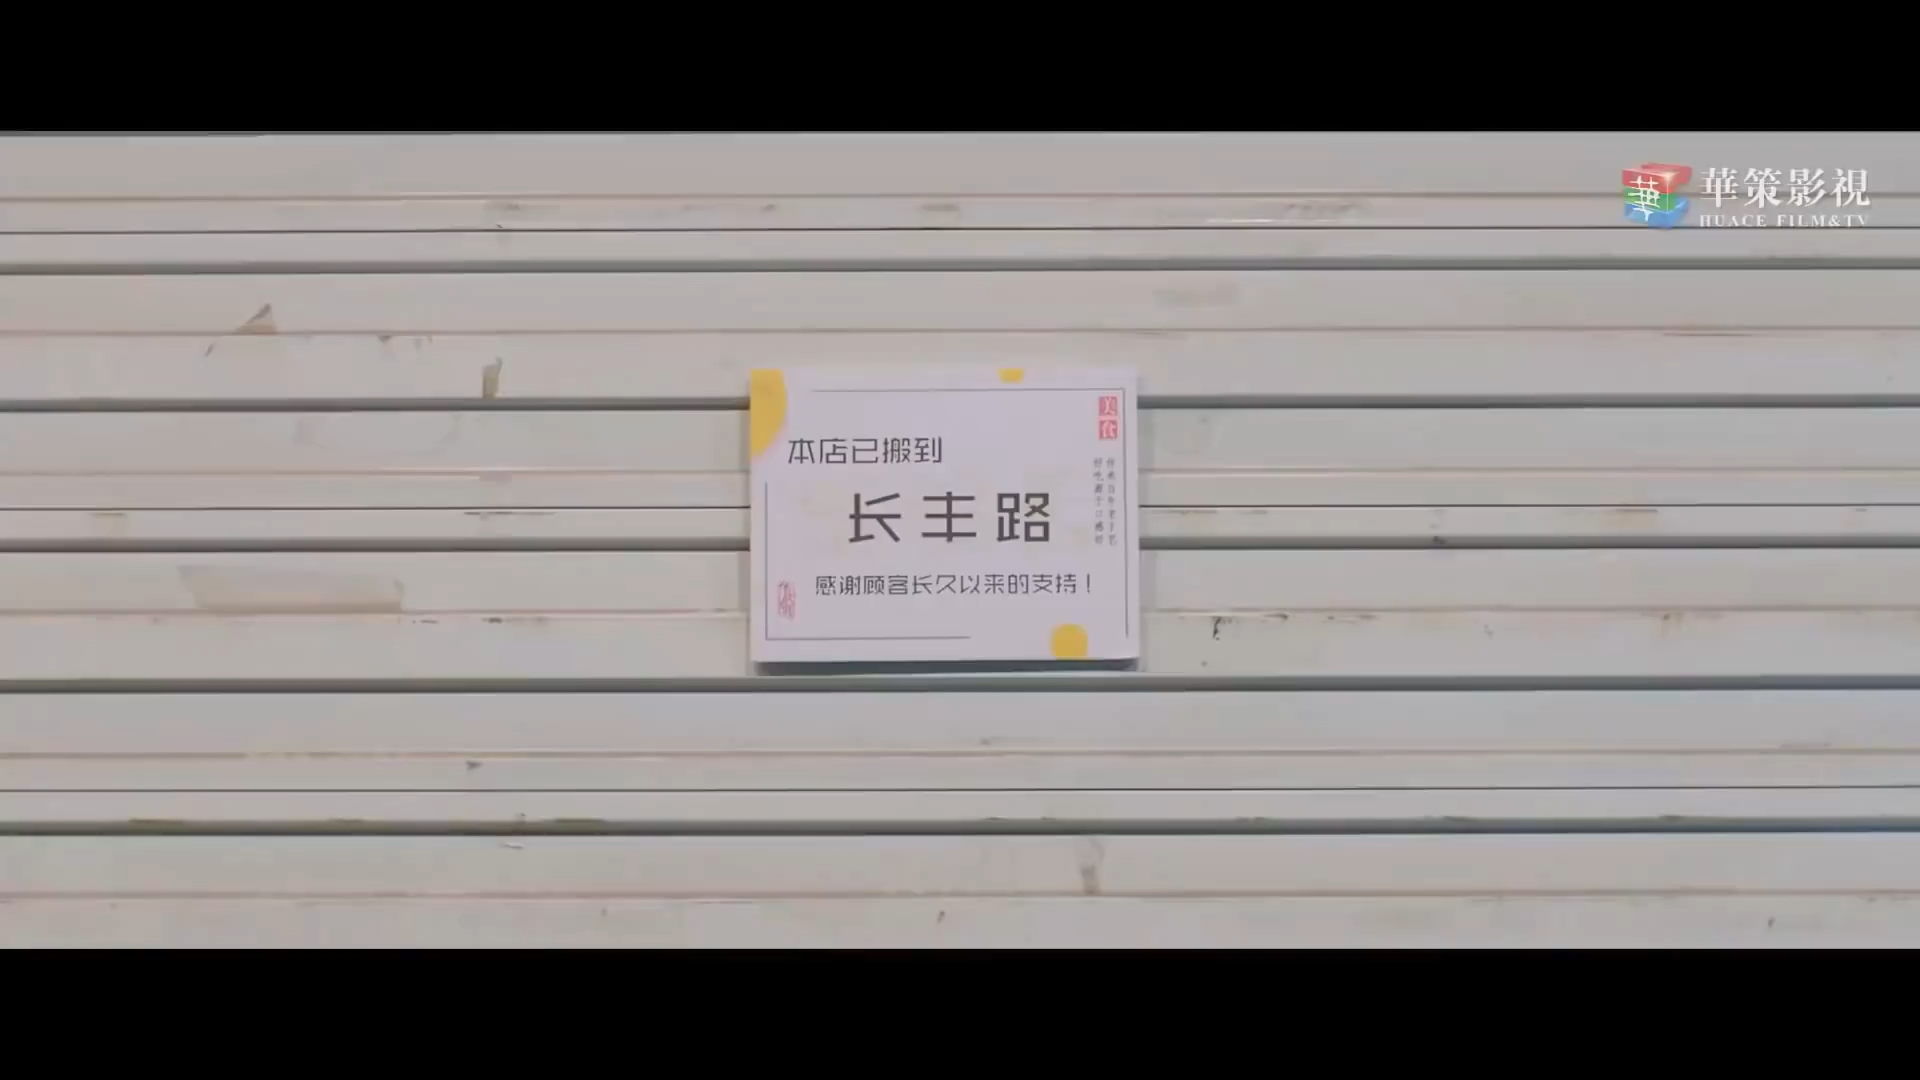 華策影視
HUACE FILM&TV
美食
本店已搬到
长丰路
感谢顾客长久以来的支持！